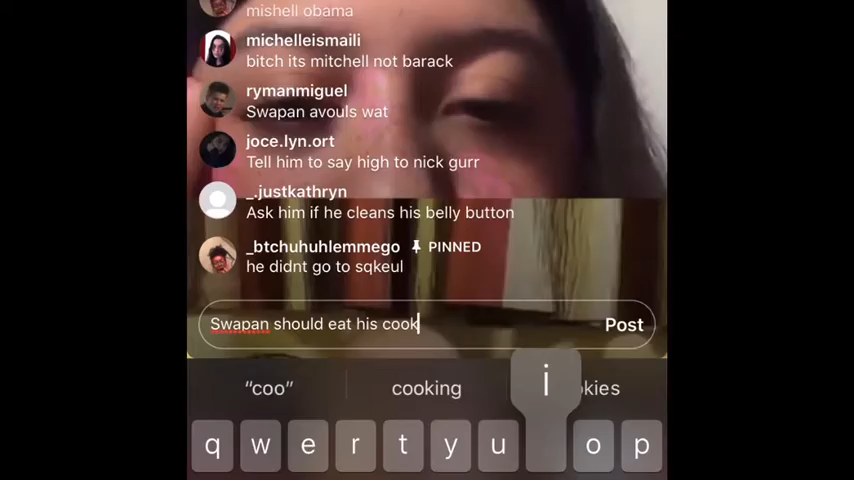 mishell obama
michelleismaili
bitch its mitchell not barack
rymanmiguel
Swapan avouls wat
joce.lyn.ort
Tell him to say high to nick gurr
_.justkathryn
Ask him if he cleans his belly button
_btchuhuhlemmego PINNED
he didnt go to sqkeul
Swapan should eat his cook Post
“coo” cooking kies
i
q w e r t y u o p